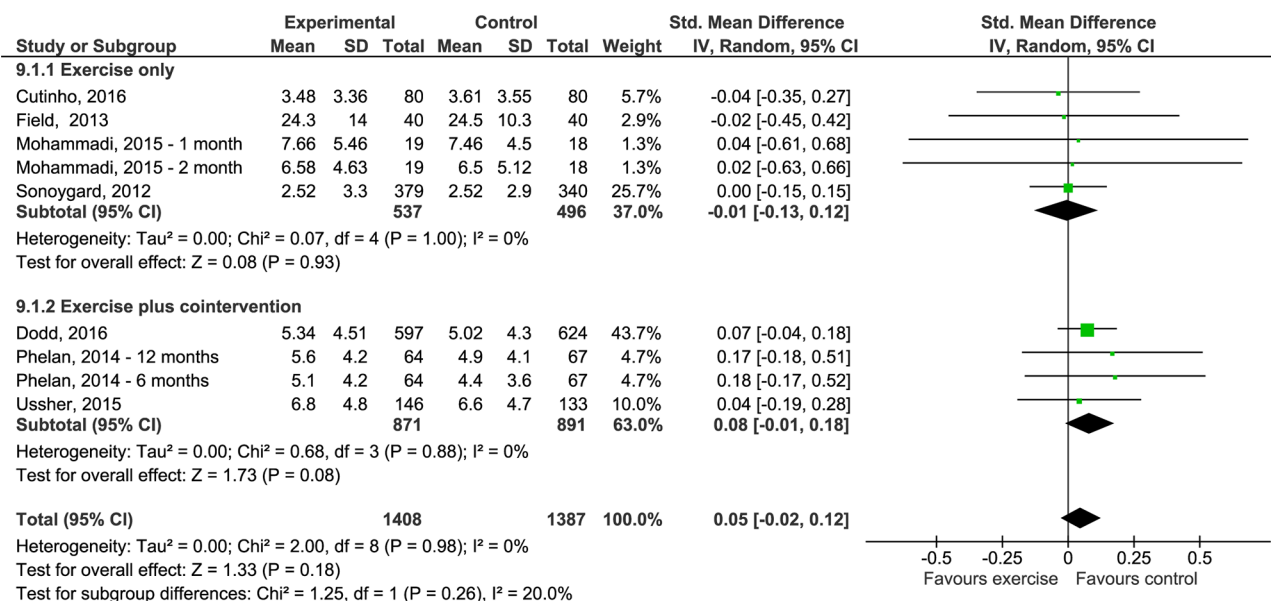 Experimental Control Std. Mean Difference Std. Mean Difference
Study or Subgroup Mean SD Total Mean SD Total Weight IV, Random, 95% CI IV, Random, 95% CI
9.1.1 Exercise only
Cutinho, 2016 3.48 3.36 80 3.61 3.55 80 5.7% -0.04 [-0.35, 0.27]
Field, 2013 24.3 14 40 24.5 10.3 40 2.9% -0.02 [-0.45, 0.42]
Mohammadi, 2015 - 1 month 7.66 5.46 19 7.46 4.5 18 1.3% 0.04 [-0.61, 0.68]
Mohammadi, 2015 - 2 month 6.58 4.63 19 6.5 5.12 18 1.3% 0.02 [-0.63, 0.66]
Sonoygard, 2012 2.52 3.3 379 2.52 2.9 340 25.7% 0.00 [-0.15, 0.15]
Subtotal (95% CI) 537 496 37.0% -0.01 [-0.13, 0.12]
Heterogeneity: Tau² = 0.00; Chi² = 0.07, df = 4 (P = 1.00); I² = 0%
Test for overall effect: Z = 0.08 (P = 0.93)
9.1.2 Exercise plus cointervention
Dodd, 2016 5.34 4.51 597 5.02 4.3 624 43.7% 0.07 [-0.04, 0.18]
Phelan, 2014 - 12 months 5.6 4.2 64 4.9 4.1 67 4.7% 0.17 [-0.18, 0.51]
Phelan, 2014 - 6 months 5.1 4.2 64 4.4 3.6 67 4.7% 0.18 [-0.17, 0.52]
Ussher, 2015 6.8 4.8 146 6.6 4.7 133 10.0% 0.04 [-0.19, 0.28]
Subtotal (95% CI) 871 891 63.0% 0.08 [-0.01, 0.18]
Heterogeneity: Tau² = 0.00; Chi² = 0.68, df = 3 (P = 0.88); I² = 0%
Test for overall effect: Z = 1.73 (P = 0.08)
Total (95% CI) 1408 1387 100.0% 0.05 [-0.02, 0.12]
Heterogeneity: Tau² = 0.00; Chi² = 2.00, df = 8 (P = 0.98); I² = 0%
Test for overall effect: Z = 1.33 (P = 0.18)
Test for subgroup differences: Chi² = 1.25, df = 1 (P = 0.26), I² = 20.0%
-0.5 -0.25 0 0.25 0.5
Favours exercise Favours control